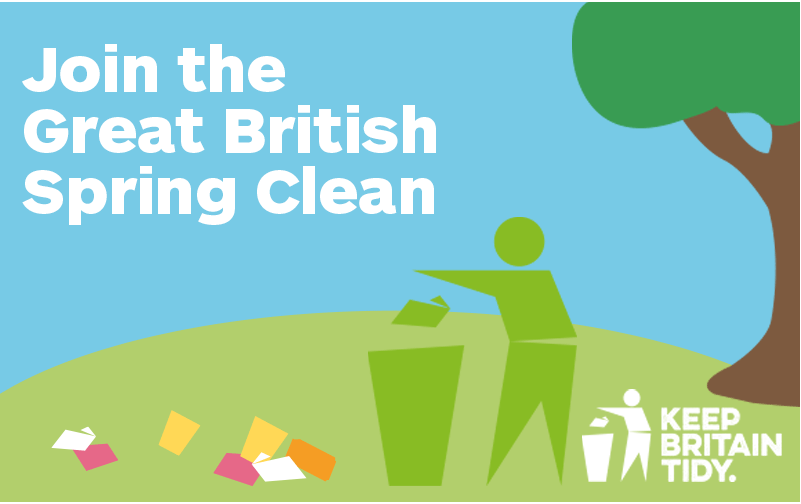 Join the
Great British
Spring Clean
KEEP
BRITAIN
TIDY.